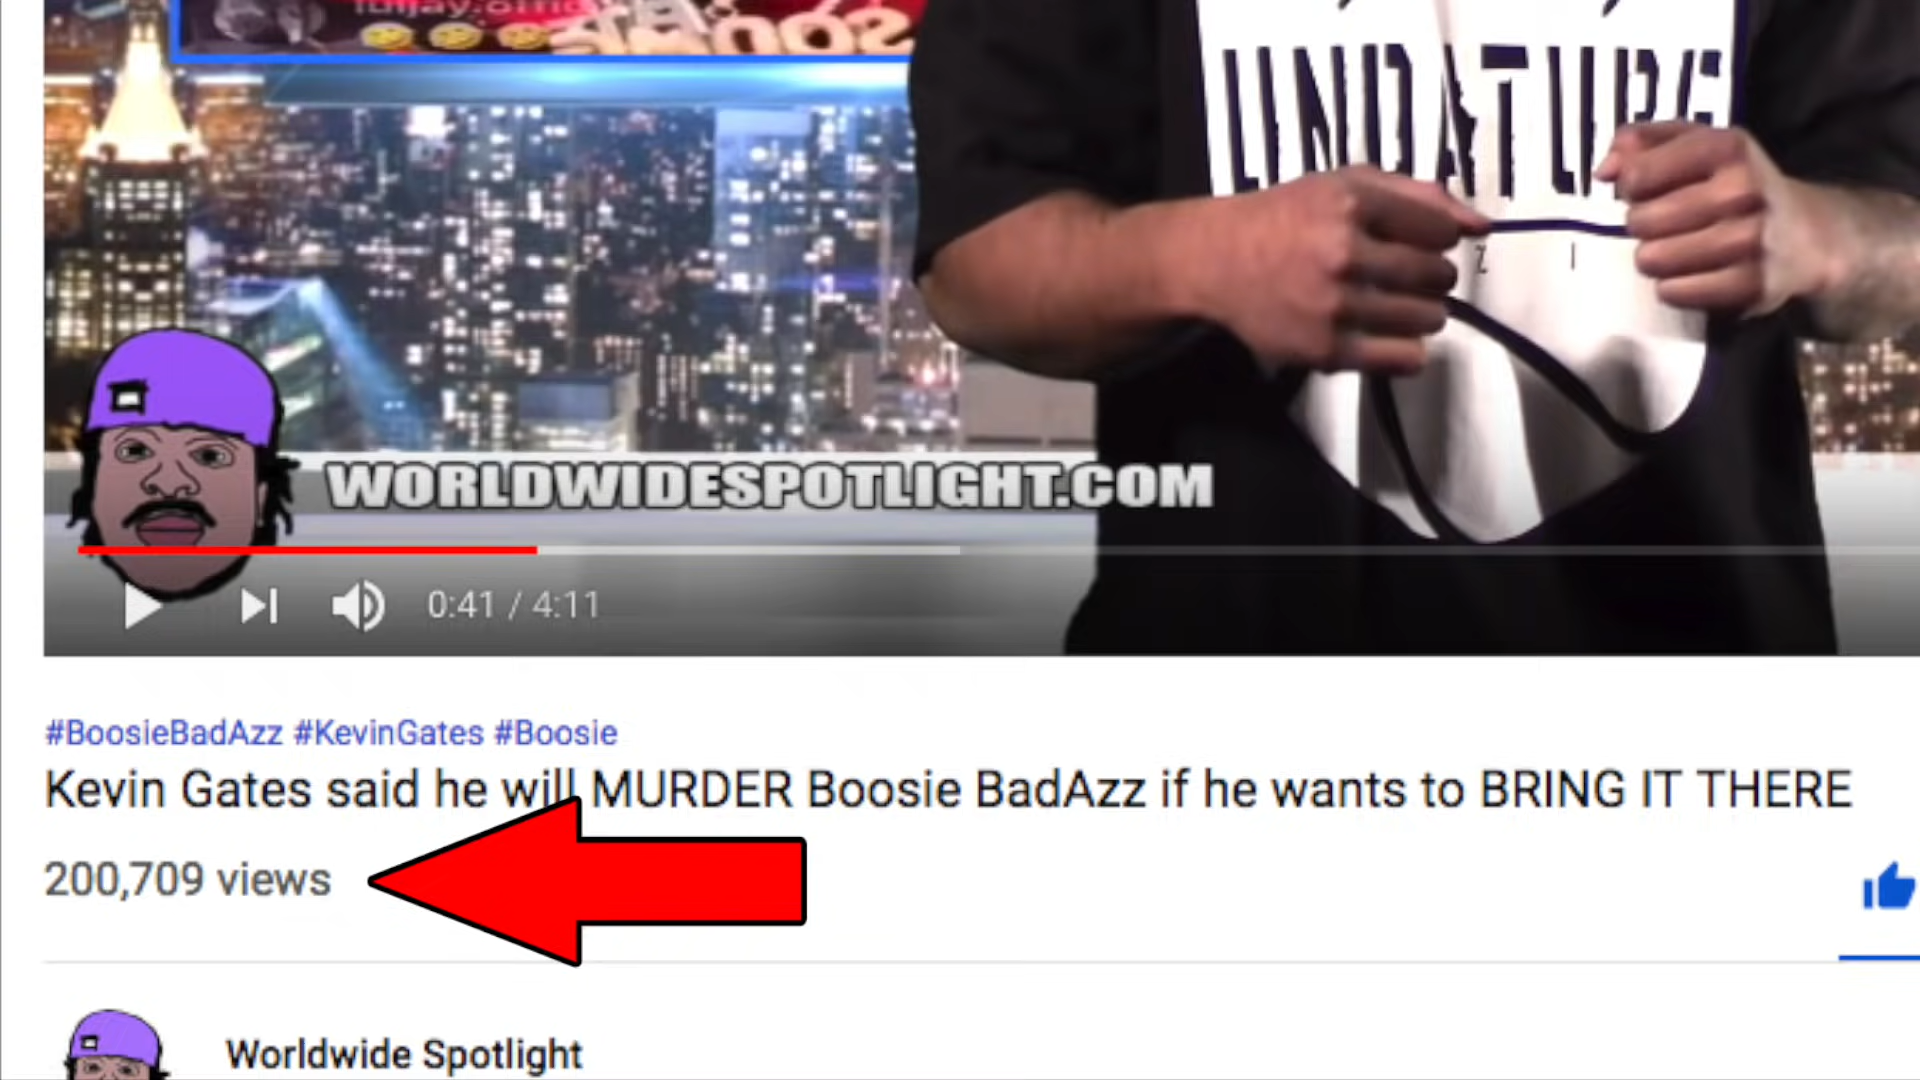 WORLDWIDESPOTLIGHT.COM
0:41 / 4:11
#BoosieBadAzz #KevinGates #Boosie
Kevin Gates said he will MURDER Boosie BadAzz if he wants to BRING IT THERE
200,709 views
Worldwide Spotlight